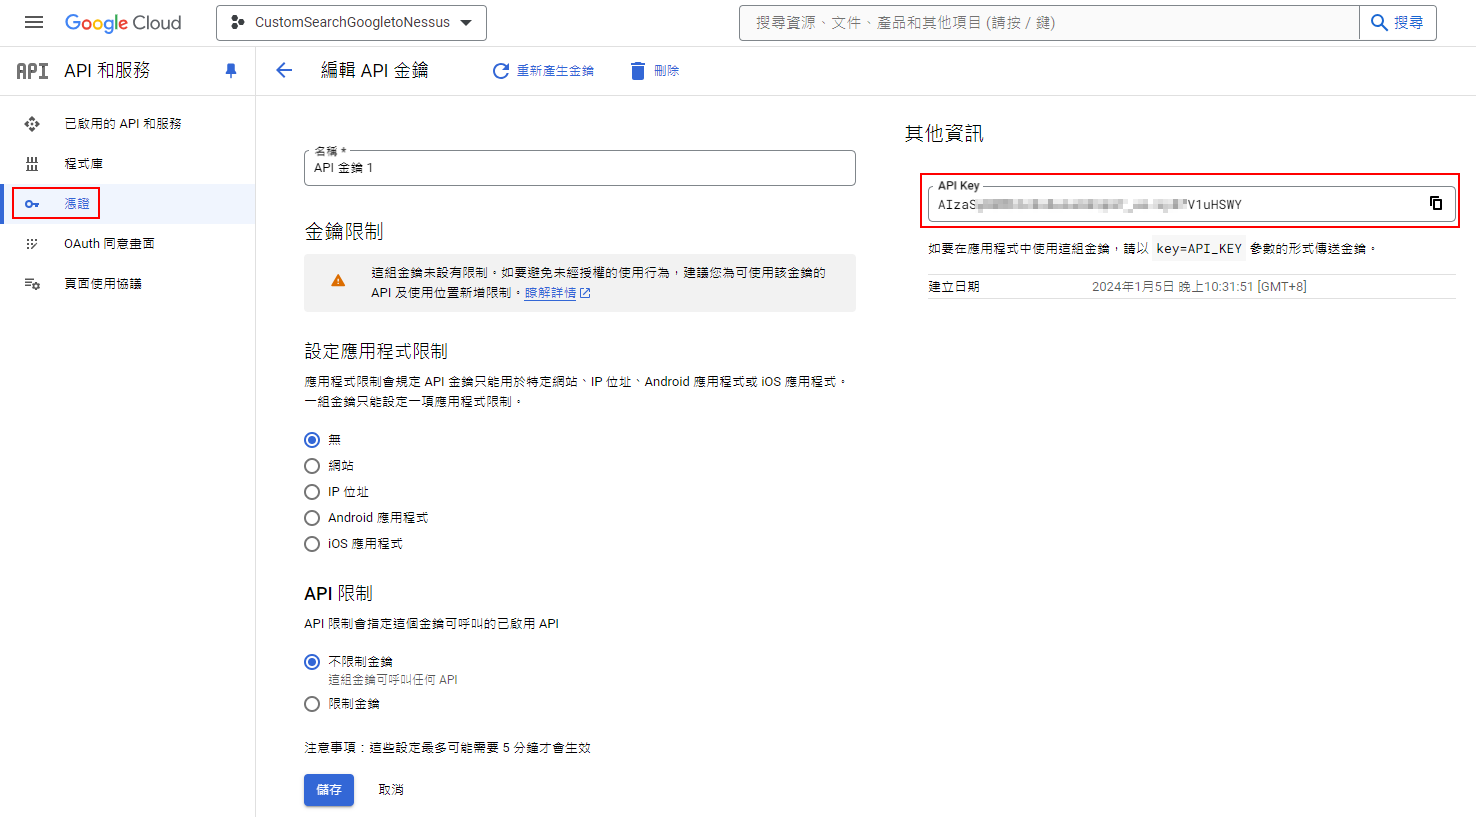 Google Cloud
CustomSearchGoogletoNessus
搜尋資源、文件、產品和其他項目 (請按 / 鍵)
搜尋
API
API 和服務
編輯 API 金鑰
重新產生金鑰
刪除
已啟用的 API 和服務
程式庫
憑證
OAuth 同意畫面
頁面使用協議
名稱 *
API 金鑰 1
金鑰限制
這組金鑰未設有限制。如要避免未經授權的使用行為，建議您為可使用該金鑰的
API 及使用位置新增限制。瞭解詳情
設定應用程式限制
應用程式限制會規定 API 金鑰只能用於特定網站、IP 位址、Android 應用程式或 iOS 應用程式。
一組金鑰只能設定一項應用程式限制。
無
網站
IP 位址
Android 應用程式
iOS 應用程式
API 限制
API 限制會指定這個金鑰可呼叫的已啟用 API
不限制金鑰
這組金鑰可呼叫任何 API
限制金鑰
注意事項：這些設定最多可能需要 5 分鐘才會生效
儲存
取消
其他資訊
API Key
AIzaS V1uHSWY
如要在應用程式中使用這組金鑰，請以 key=API_KEY 參數的形式傳送金鑰。
建立日期
2024年1月5日 晚上10:31:51 [GMT+8]